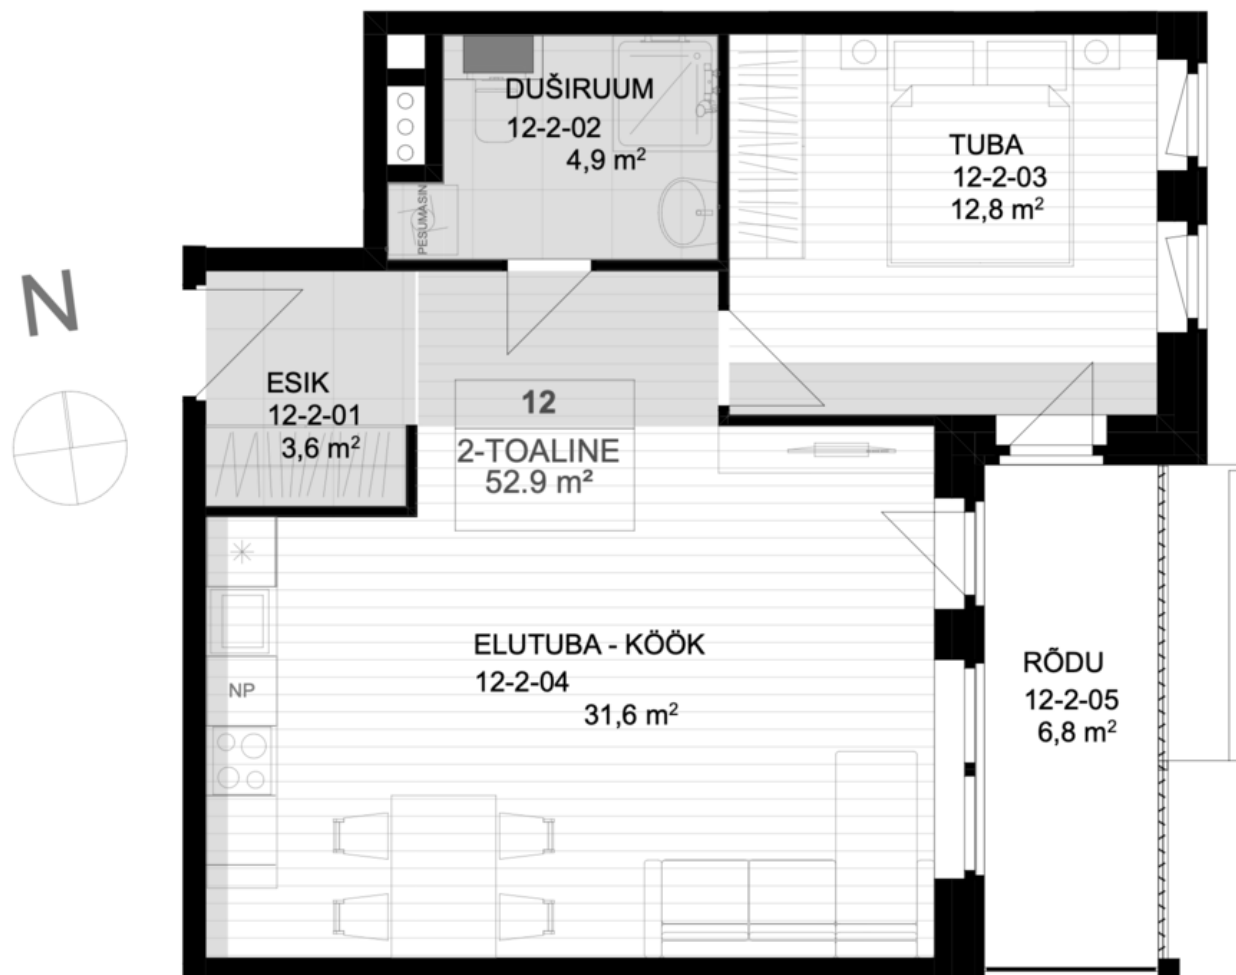 DUŠIRUUM
12-2-02
4,9 m²
PESUMASIN
TUBA
12-2-03
12,8 m²
N
ESIK
12-2-01
3,6 m²
12
2-TOALINE
52.9 m²
ELUTUBA - KÖÖK
12-2-04
31,6 m²
NP
RÕDU
12-2-05
6,8 m²